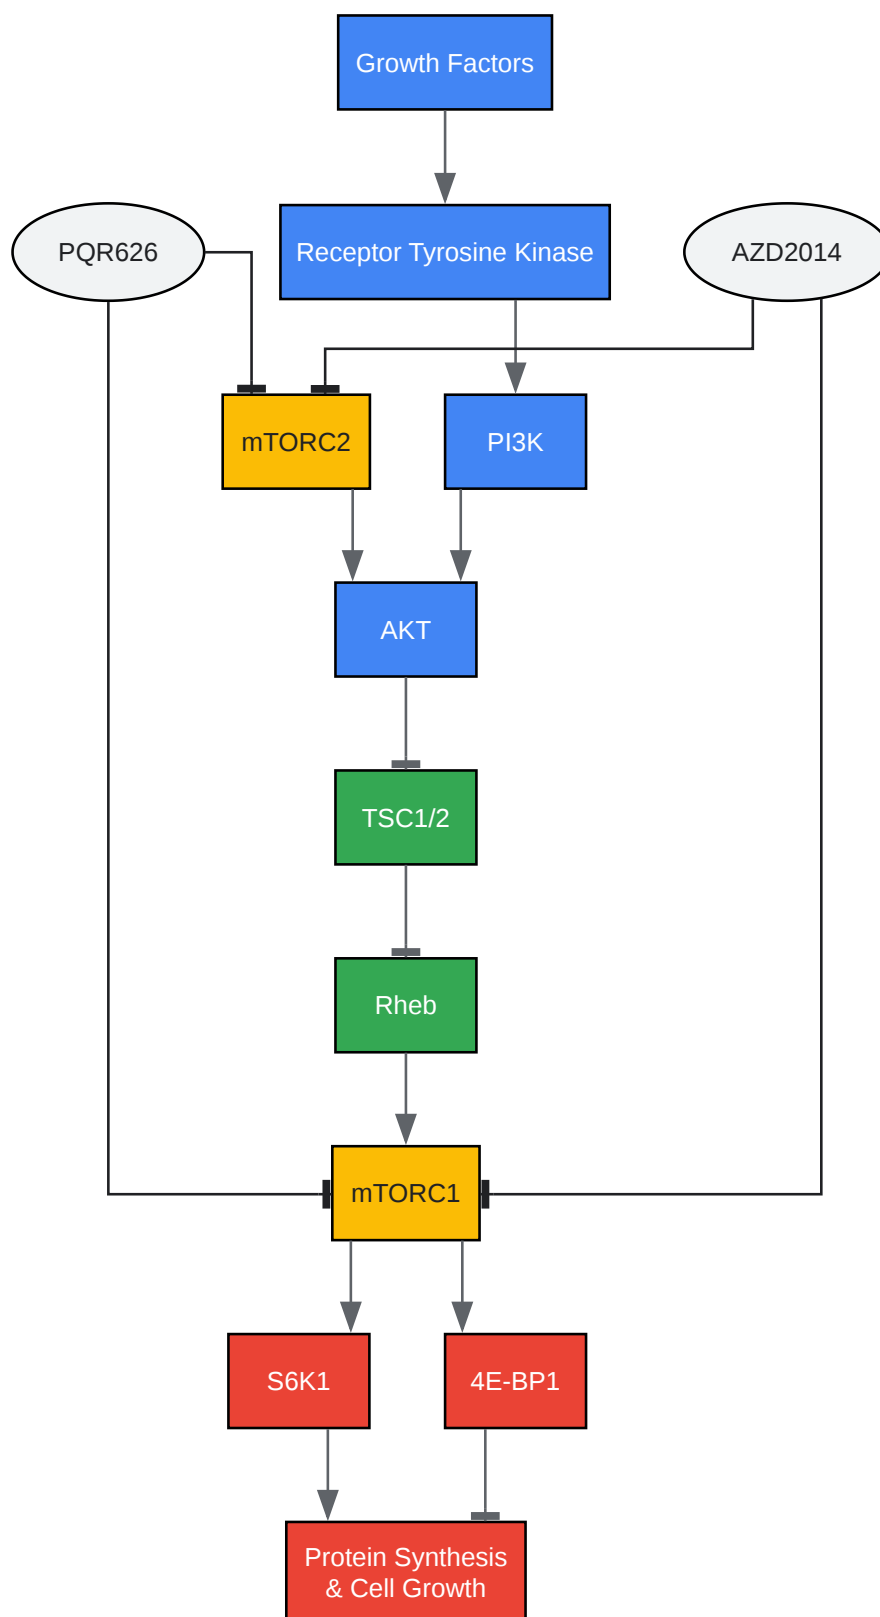 Growth Factors
PQR626
Receptor Tyrosine Kinase
AZD2014
mTORC2
PI3K
AKT
TSC1/2
Rheb
mTORC1
S6K1
4E-BP1
Protein Synthesis
& Cell Growth